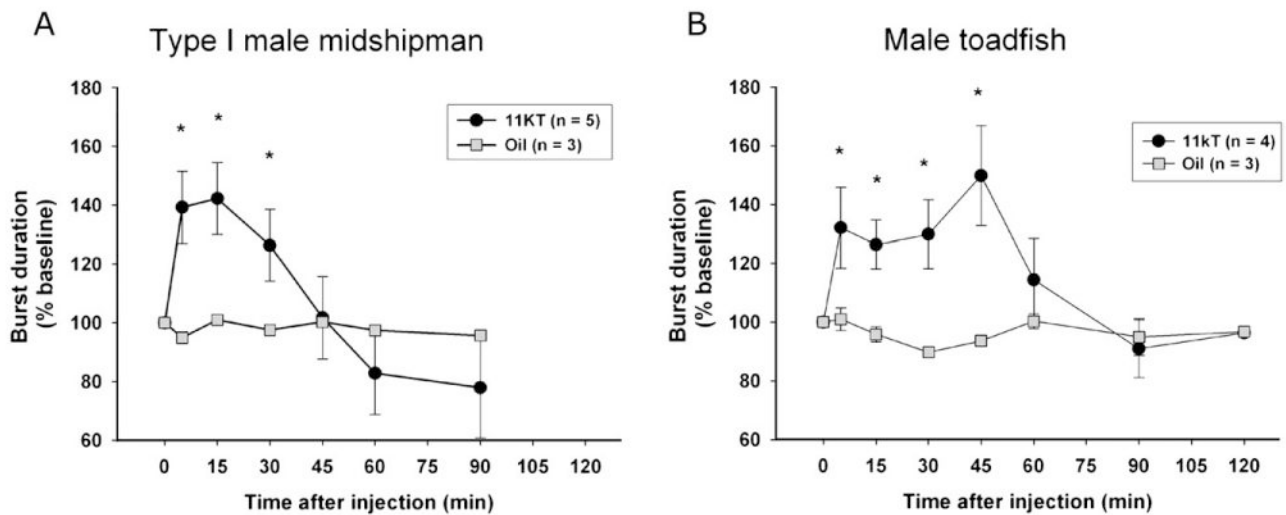 A
Type I male midshipman
180
160
140
120
100
80
60
Burst duration
(% baseline)
* * *
11KT (n = 5)
Oil (n = 3)
0 15 30 45 60 90 105 120
Time after injection (min)
B
Male toadfish
180
160
140
120
100
80
60
Burst duration
(% baseline)
* * * *
11kT (n = 4)
Oil (n = 3)
0 15 30 45 60 90 105 120
Time after injection (min)